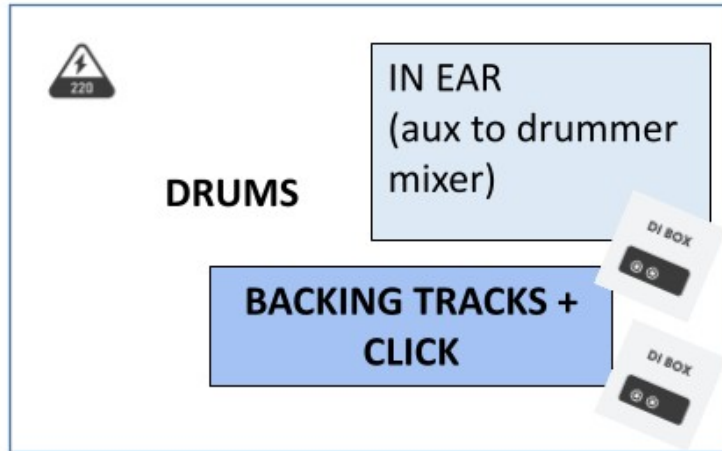 220
IN EAR
(aux to drummer
mixer)
DRUMS
DI BOX
BACKING TRACKS +
CLICK
DI BOX